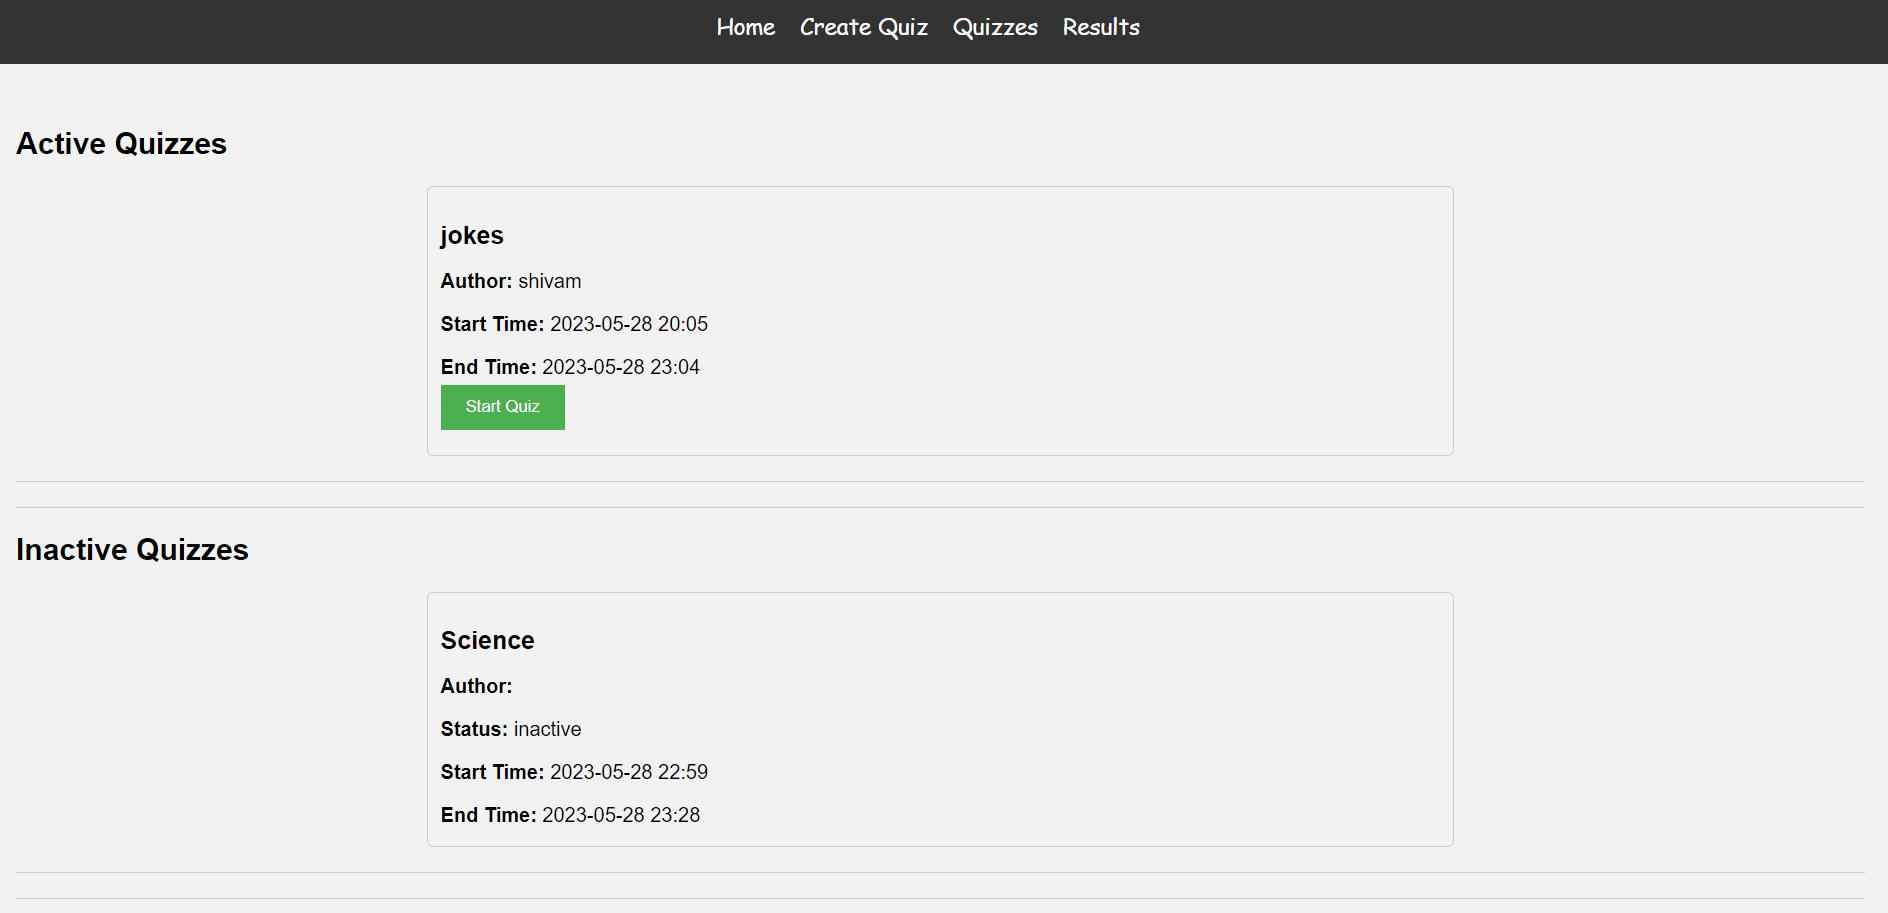 Home Create Quiz Quizzes Results
Active Quizzes
jokes
Author: shivam
Start Time: 2023-05-28 20:05
End Time: 2023-05-28 23:04
Start Quiz
Inactive Quizzes
Science
Author:
Status: inactive
Start Time: 2023-05-28 22:59
End Time: 2023-05-28 23:28